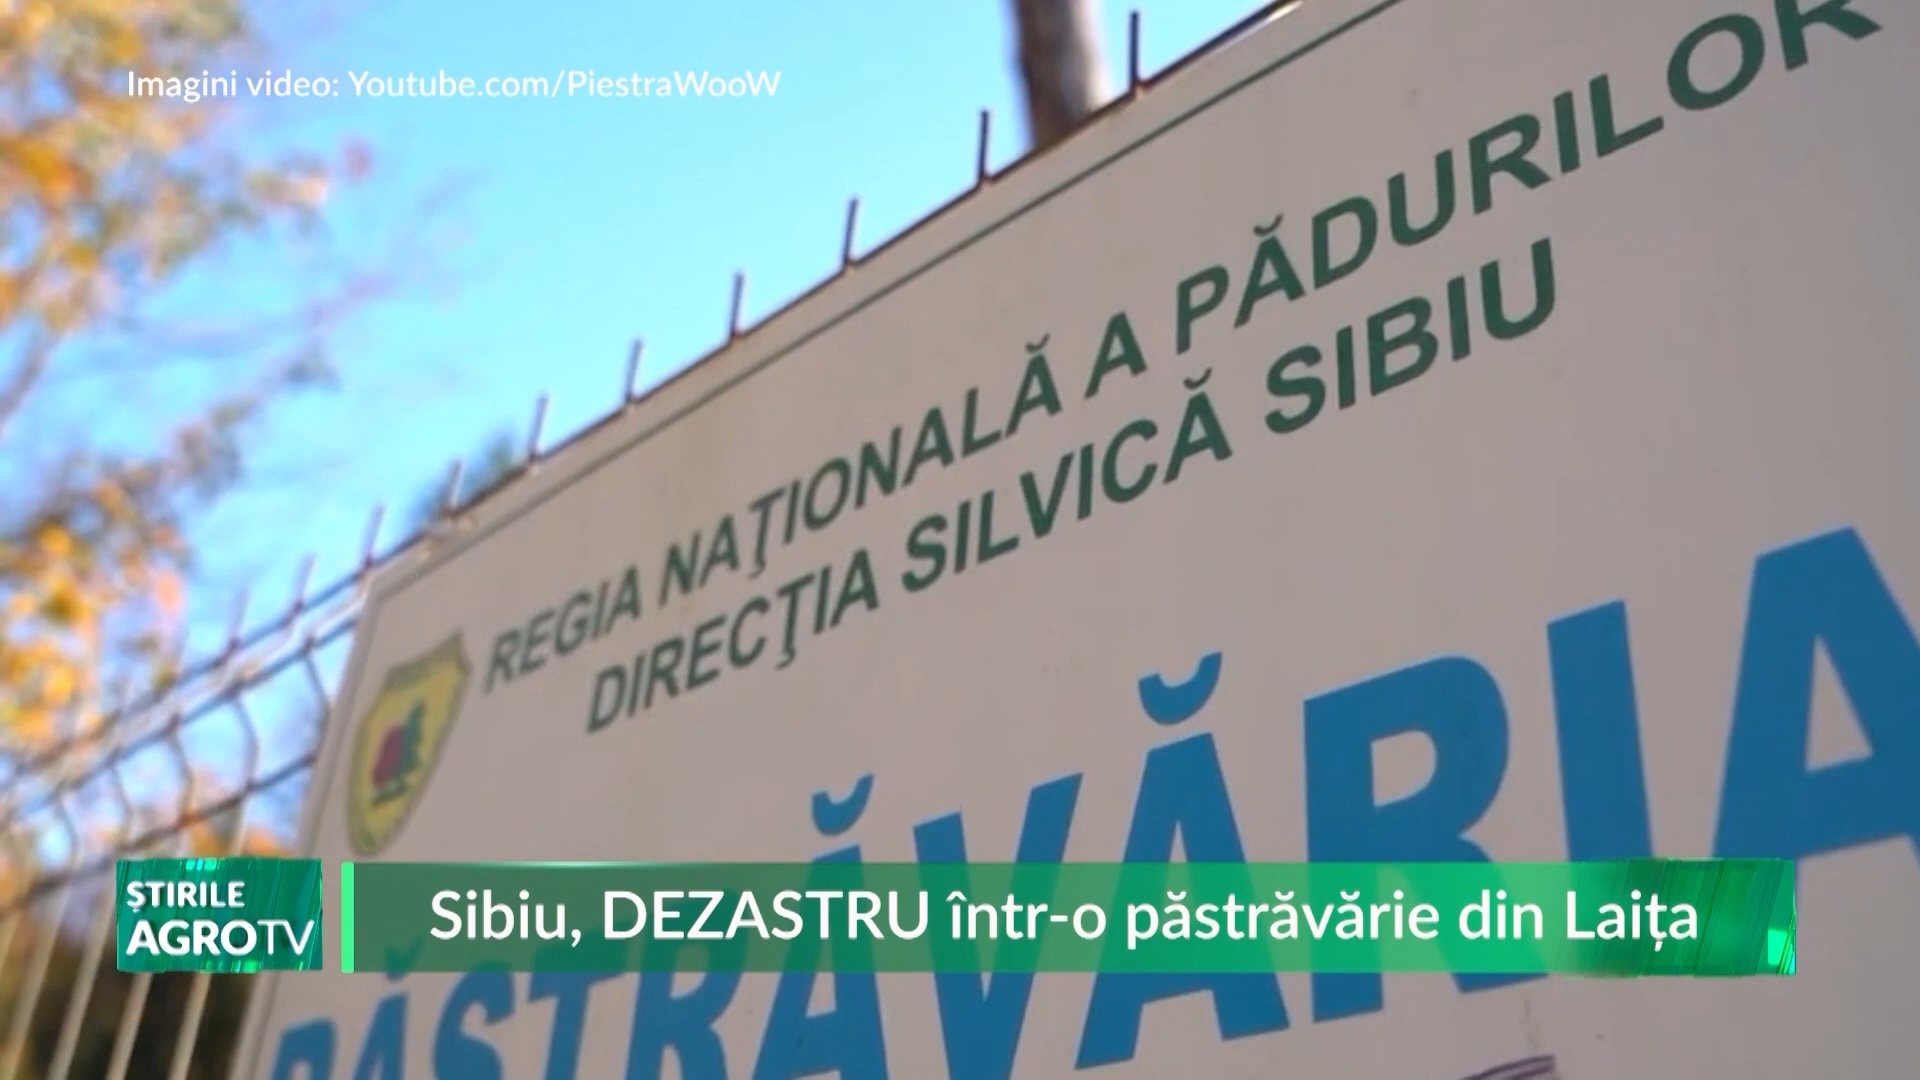 Imagini video: Youtube.com/PiestraWooW
REGIA NAŢIONALĂ A PĂDURILOR
DIRECŢIA SILVICĂ SIBIU
PĂSTRĂVĂRIA
ȘTIRILE
AGROTV
Sibiu, DEZASTRU într-o păstrăvărie din Laița